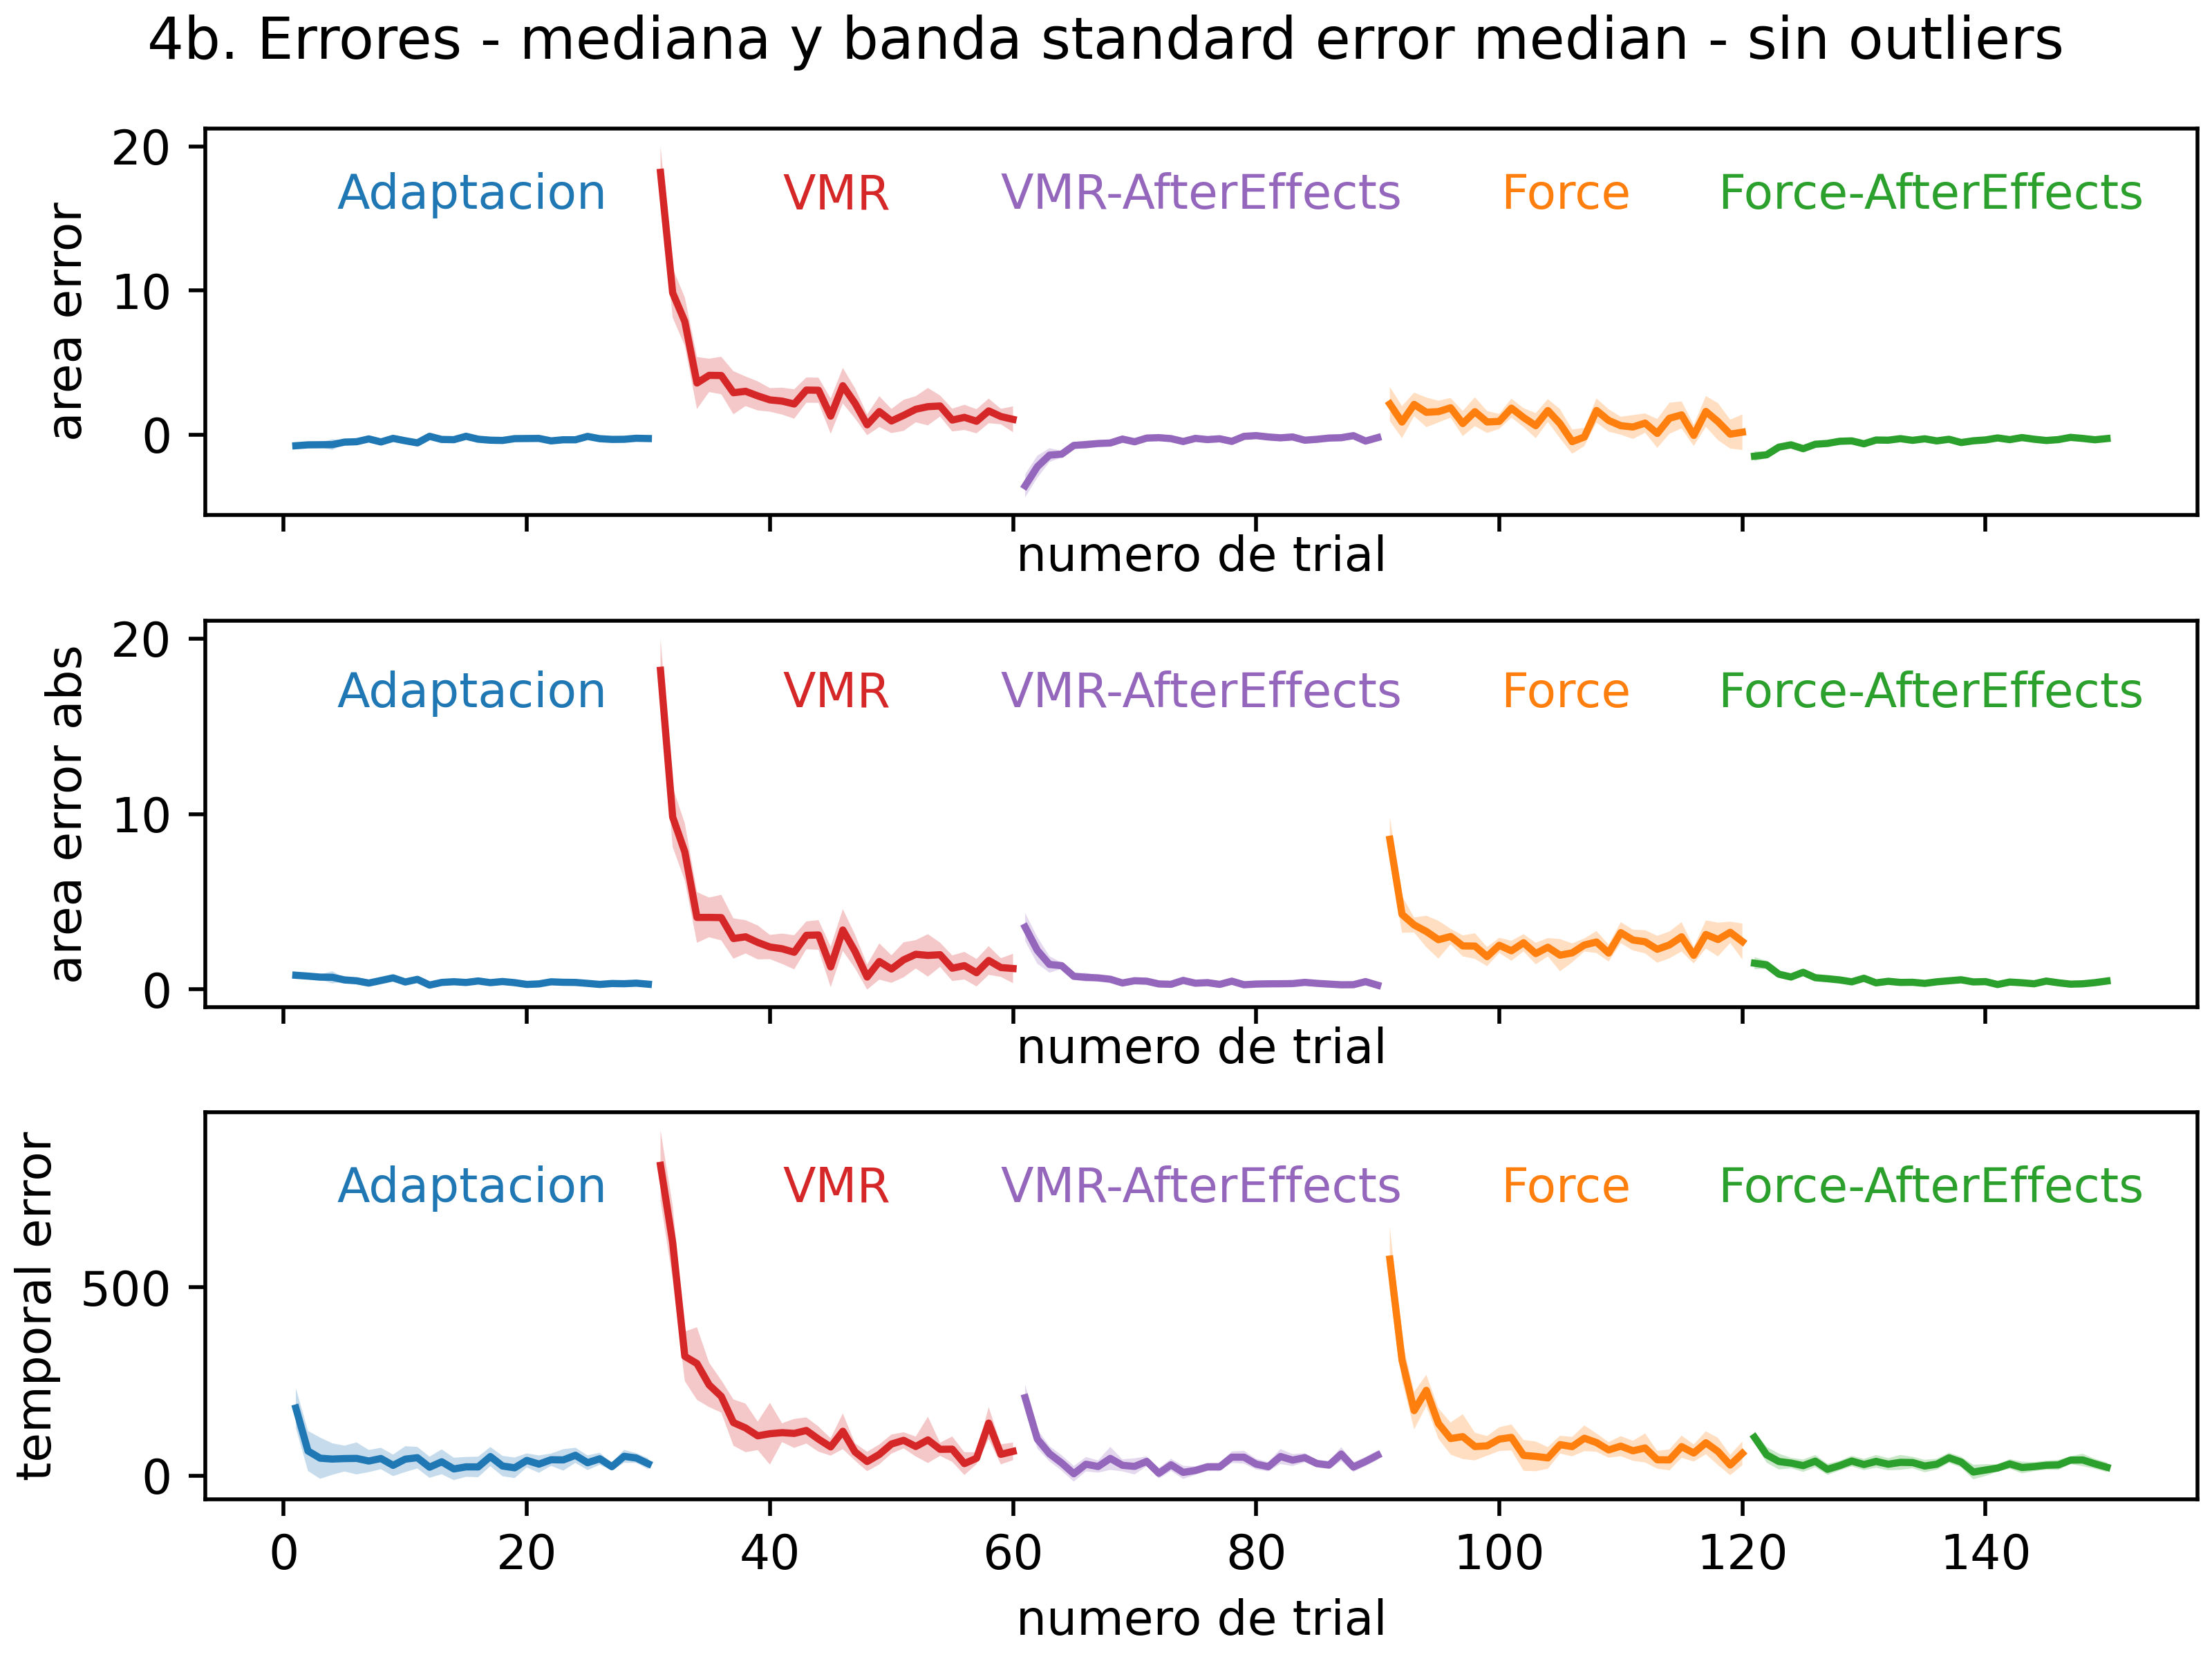 4b. Errores - mediana y banda standard error median - sin outliers
20
10
0
area error
Adaptacion
VMR
VMR-AfterEffects
Force
Force-AfterEffects
numero de trial
20
10
0
area error abs
Adaptacion
VMR
VMR-AfterEffects
Force
Force-AfterEffects
numero de trial
500
0
temporal error
Adaptacion
VMR
VMR-AfterEffects
Force
Force-AfterEffects
0 20 40 60 80 100 120 140
numero de trial